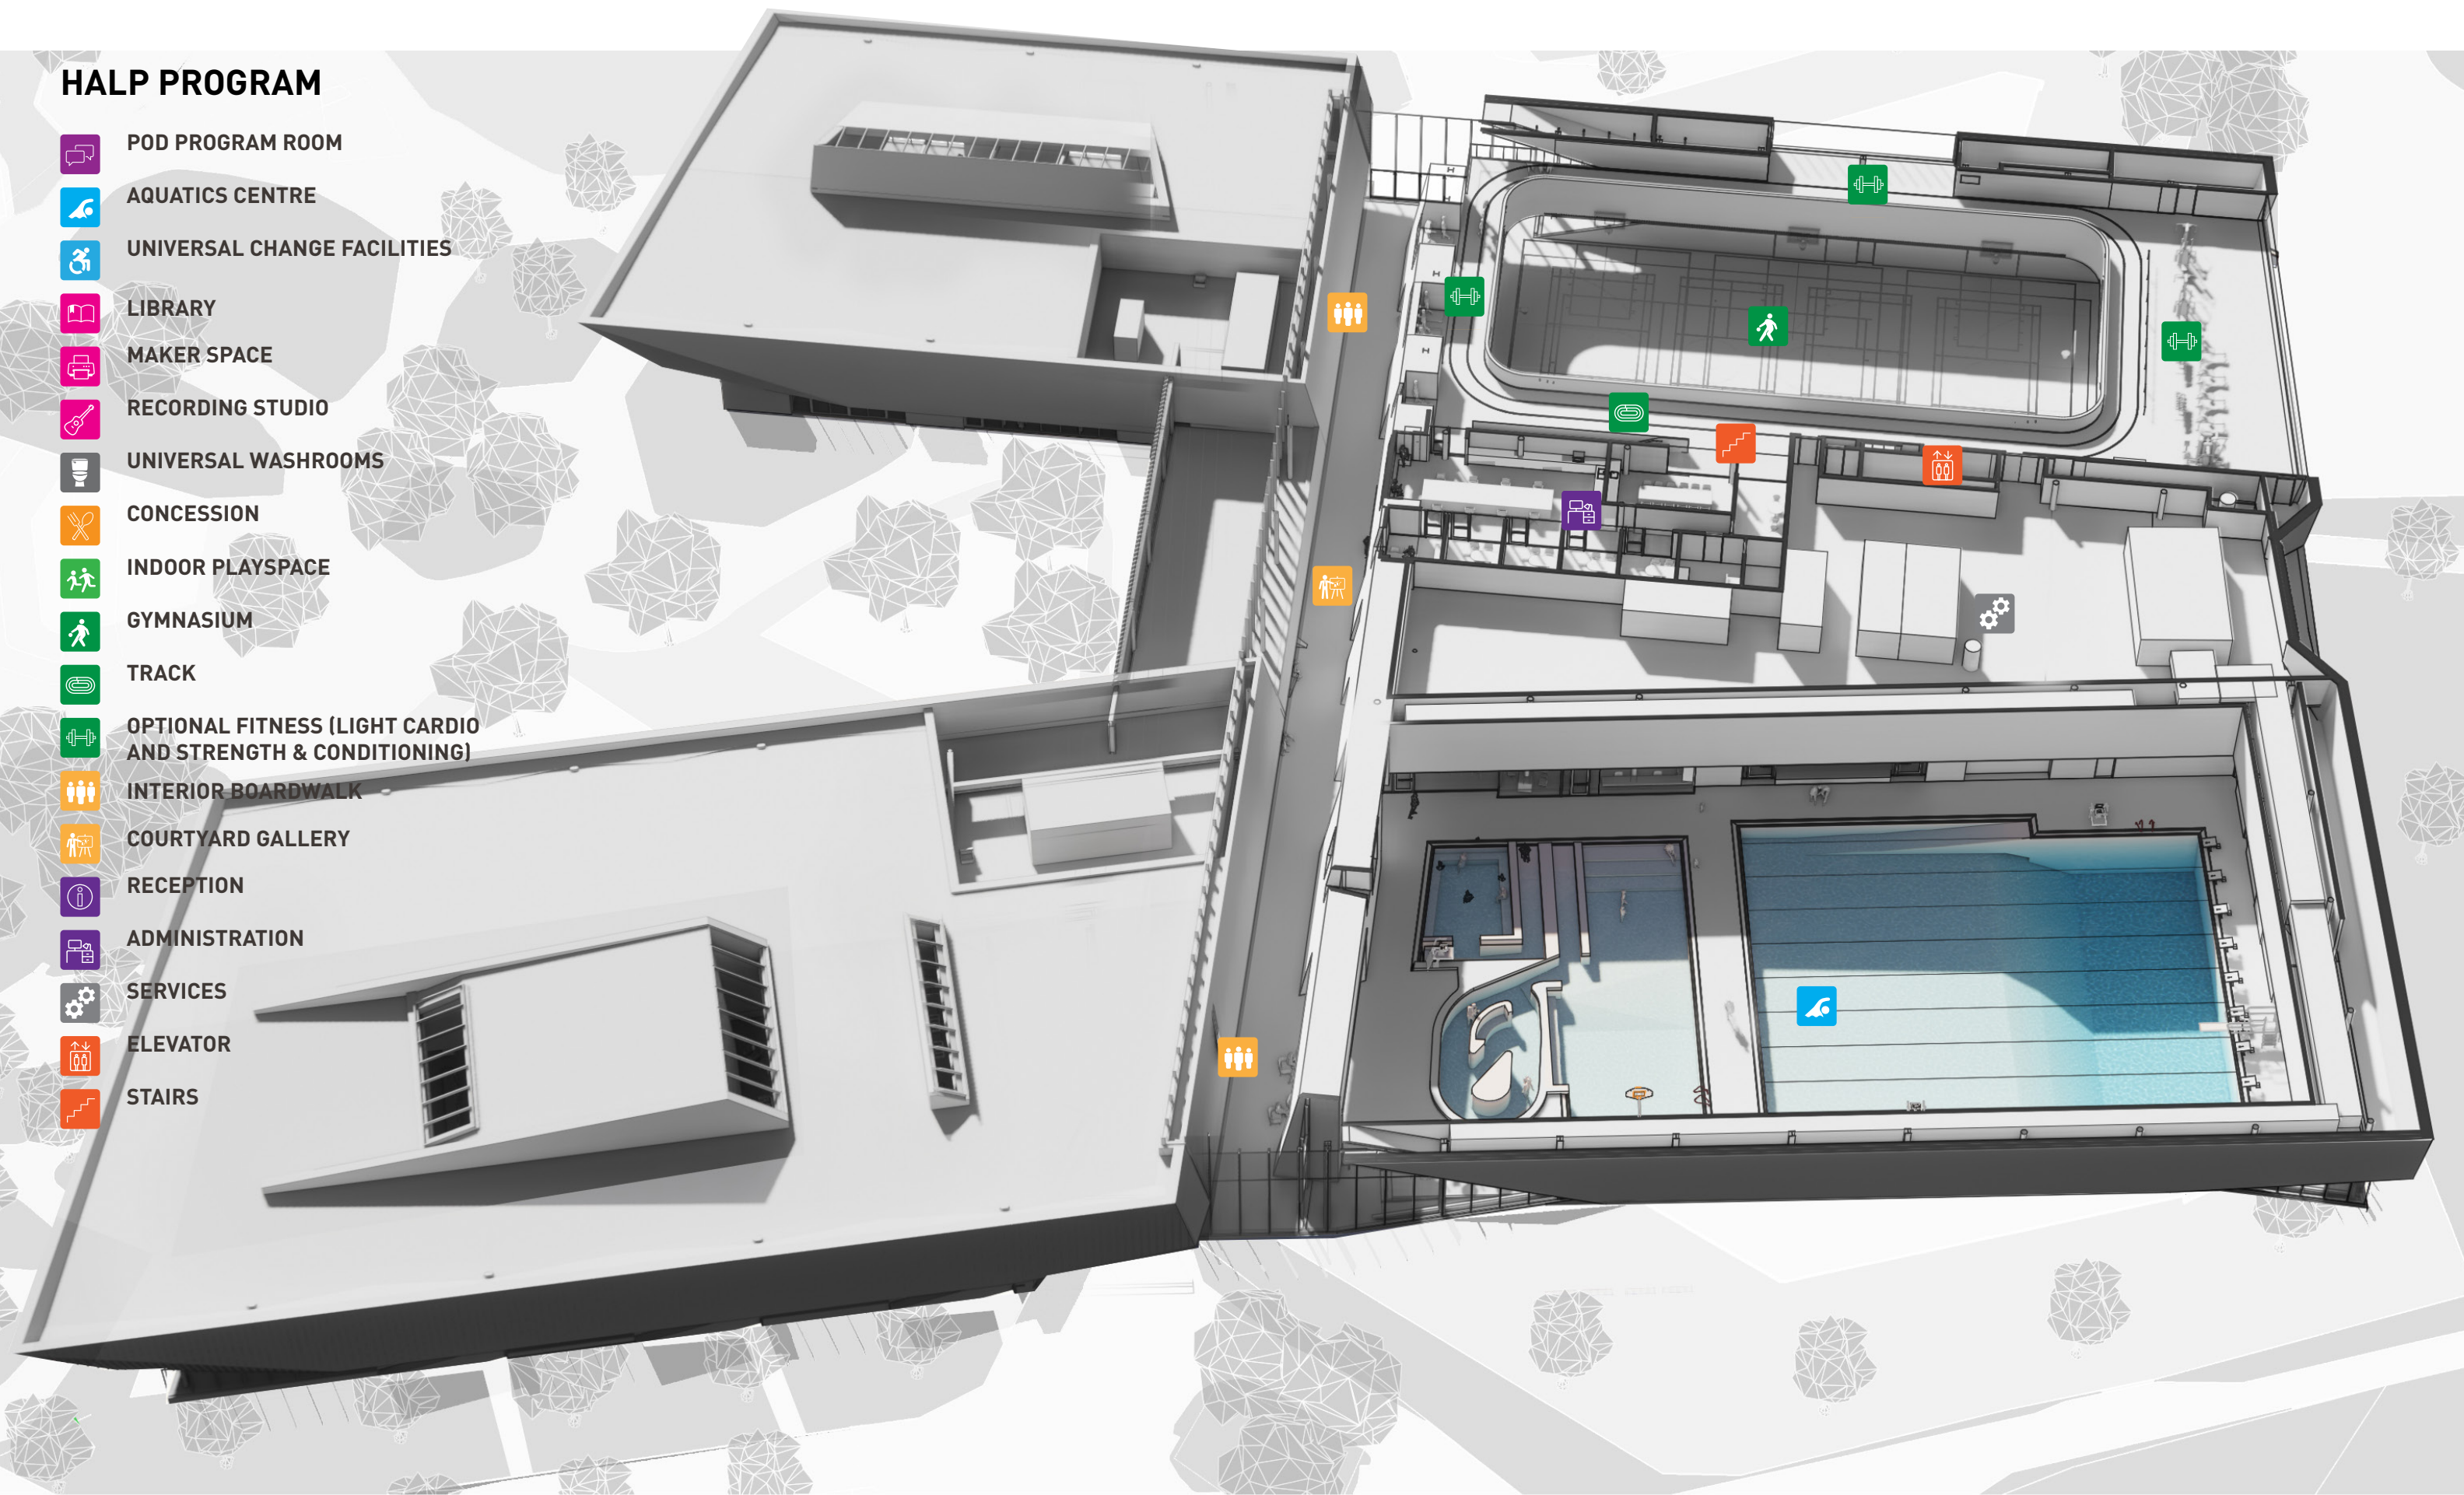 HALP PROGRAM
POD PROGRAM ROOM
AQUATICS CENTRE
UNIVERSAL CHANGE FACILITIES
LIBRARY
MAKER SPACE
RECORDING STUDIO
UNIVERSAL WASHROOMS
CONCESSION
INDOOR PLAYSPACE
GYMNASIUM
TRACK
OPTIONAL FITNESS (LIGHT CARDIO
AND STRENGTH & CONDITIONING)
INTERIOR BOARDWALK
COURTYARD GALLERY
RECEPTION
ADMINISTRATION
SERVICES
ELEVATOR
STAIRS